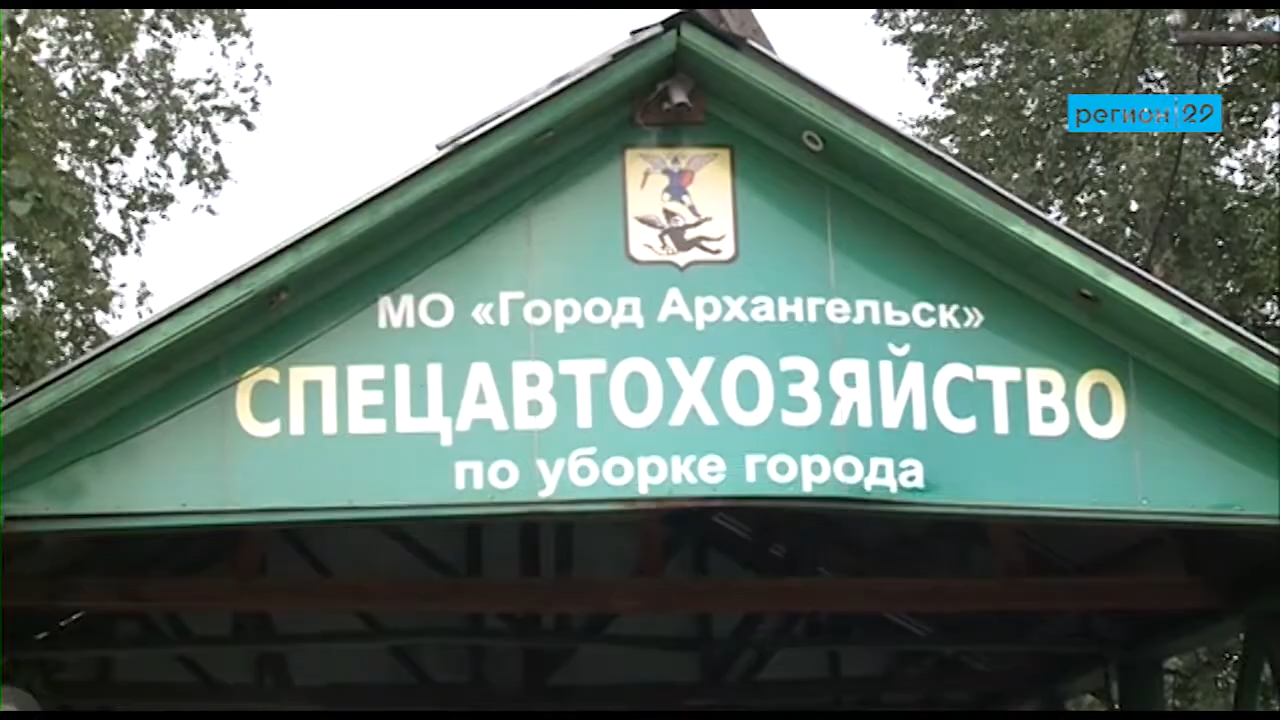 регион 29
МО «Город Архангельск»
СПЕЦАВТОХОЗЯЙСТВО
по уборке города